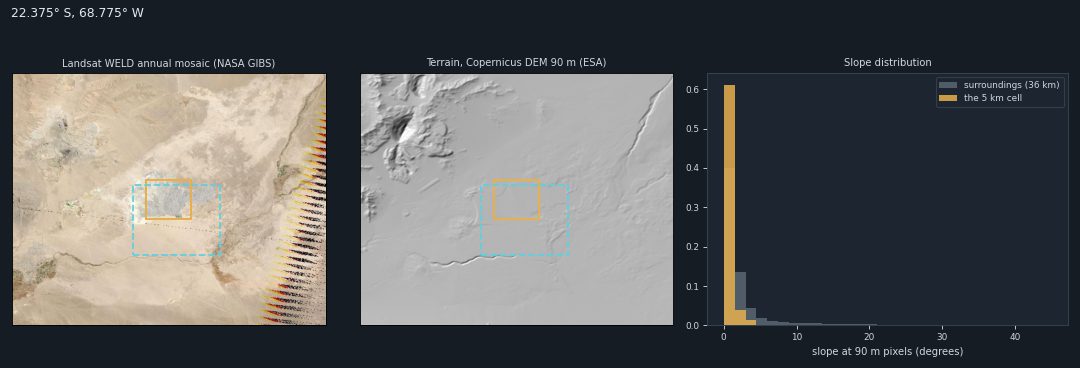 22.375° S, 68.775° W
Landsat WELD annual mosaic (NASA GIBS)
Terrain, Copernicus DEM 90 m (ESA)
Slope distribution
surroundings (36 km)
the 5 km cell
0.6
0.5
0.4
0.3
0.2
0.1
0.0
0 10 20 30 40
slope at 90 m pixels (degrees)